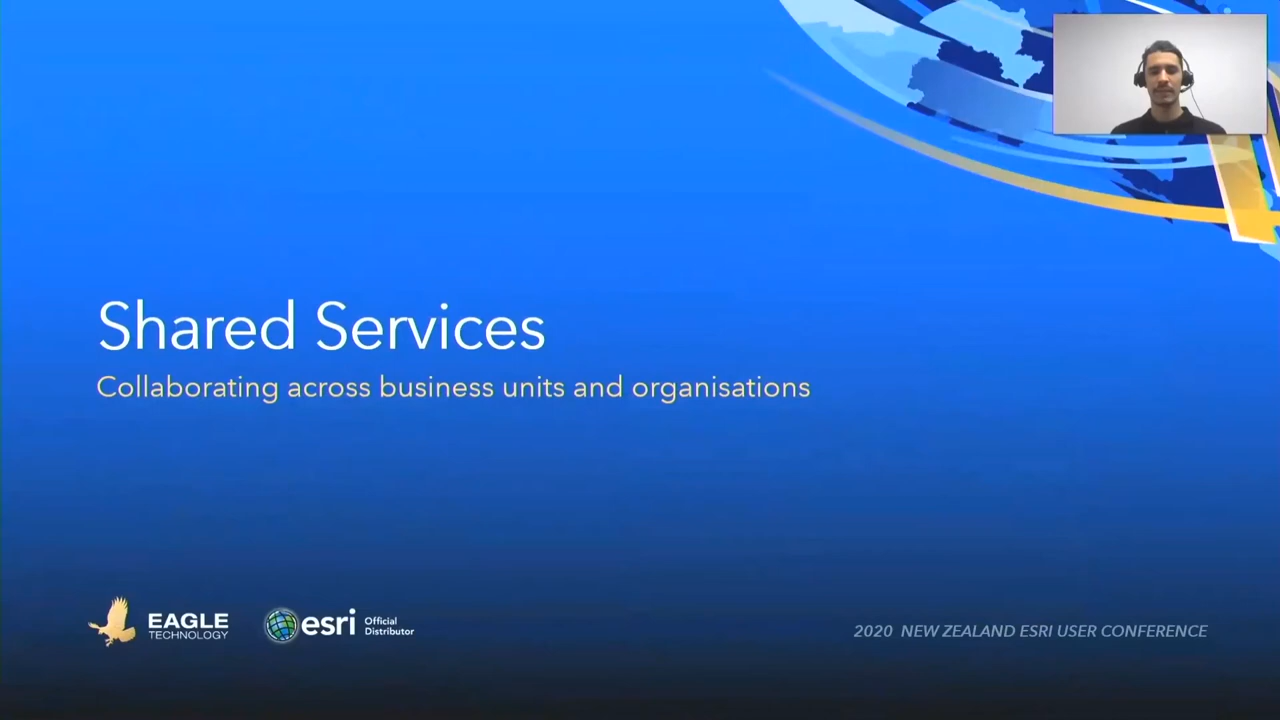 Shared Services
Collaborating across business units and organisations
EAGLE
TECHNOLOGY
esri
Official
Distributor
2020 NEW ZEALAND ESRI USER CONFERENCE